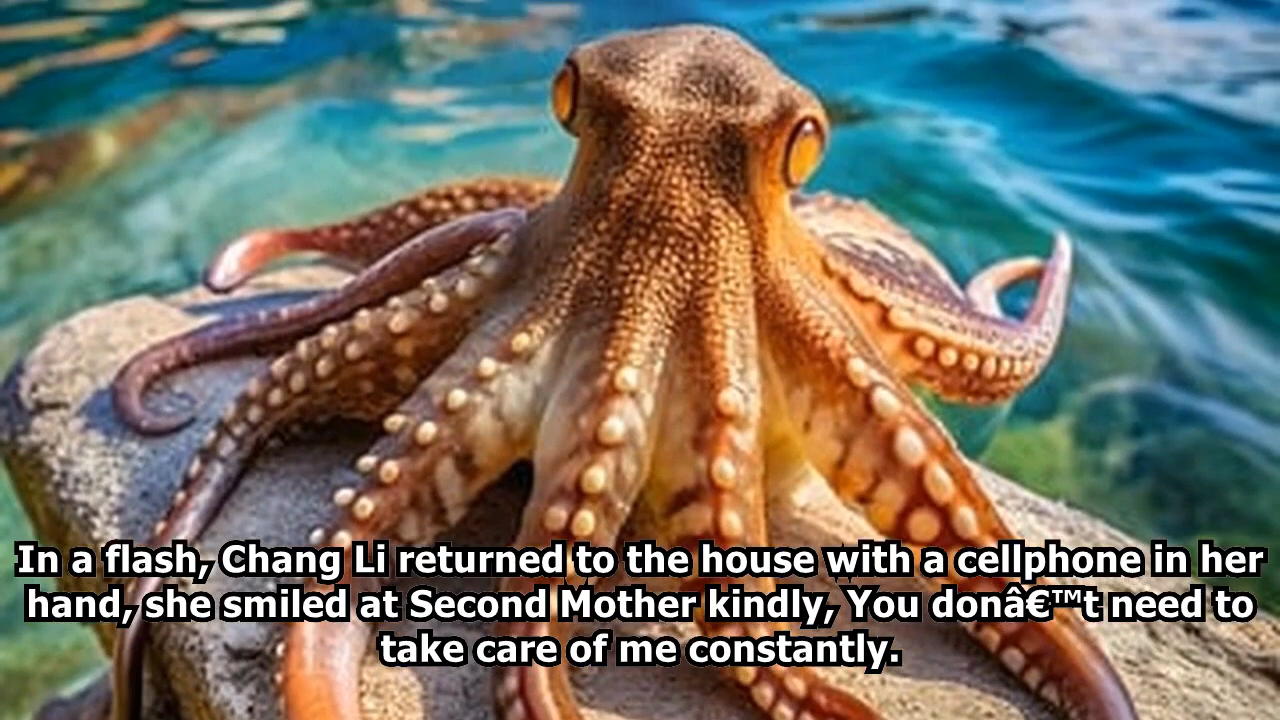 In a flash, Chang Li returned to the house with a cellphone in her
hand, she smiled at Second Mother kindly, You donâ€™t need to
take care of me constantly.